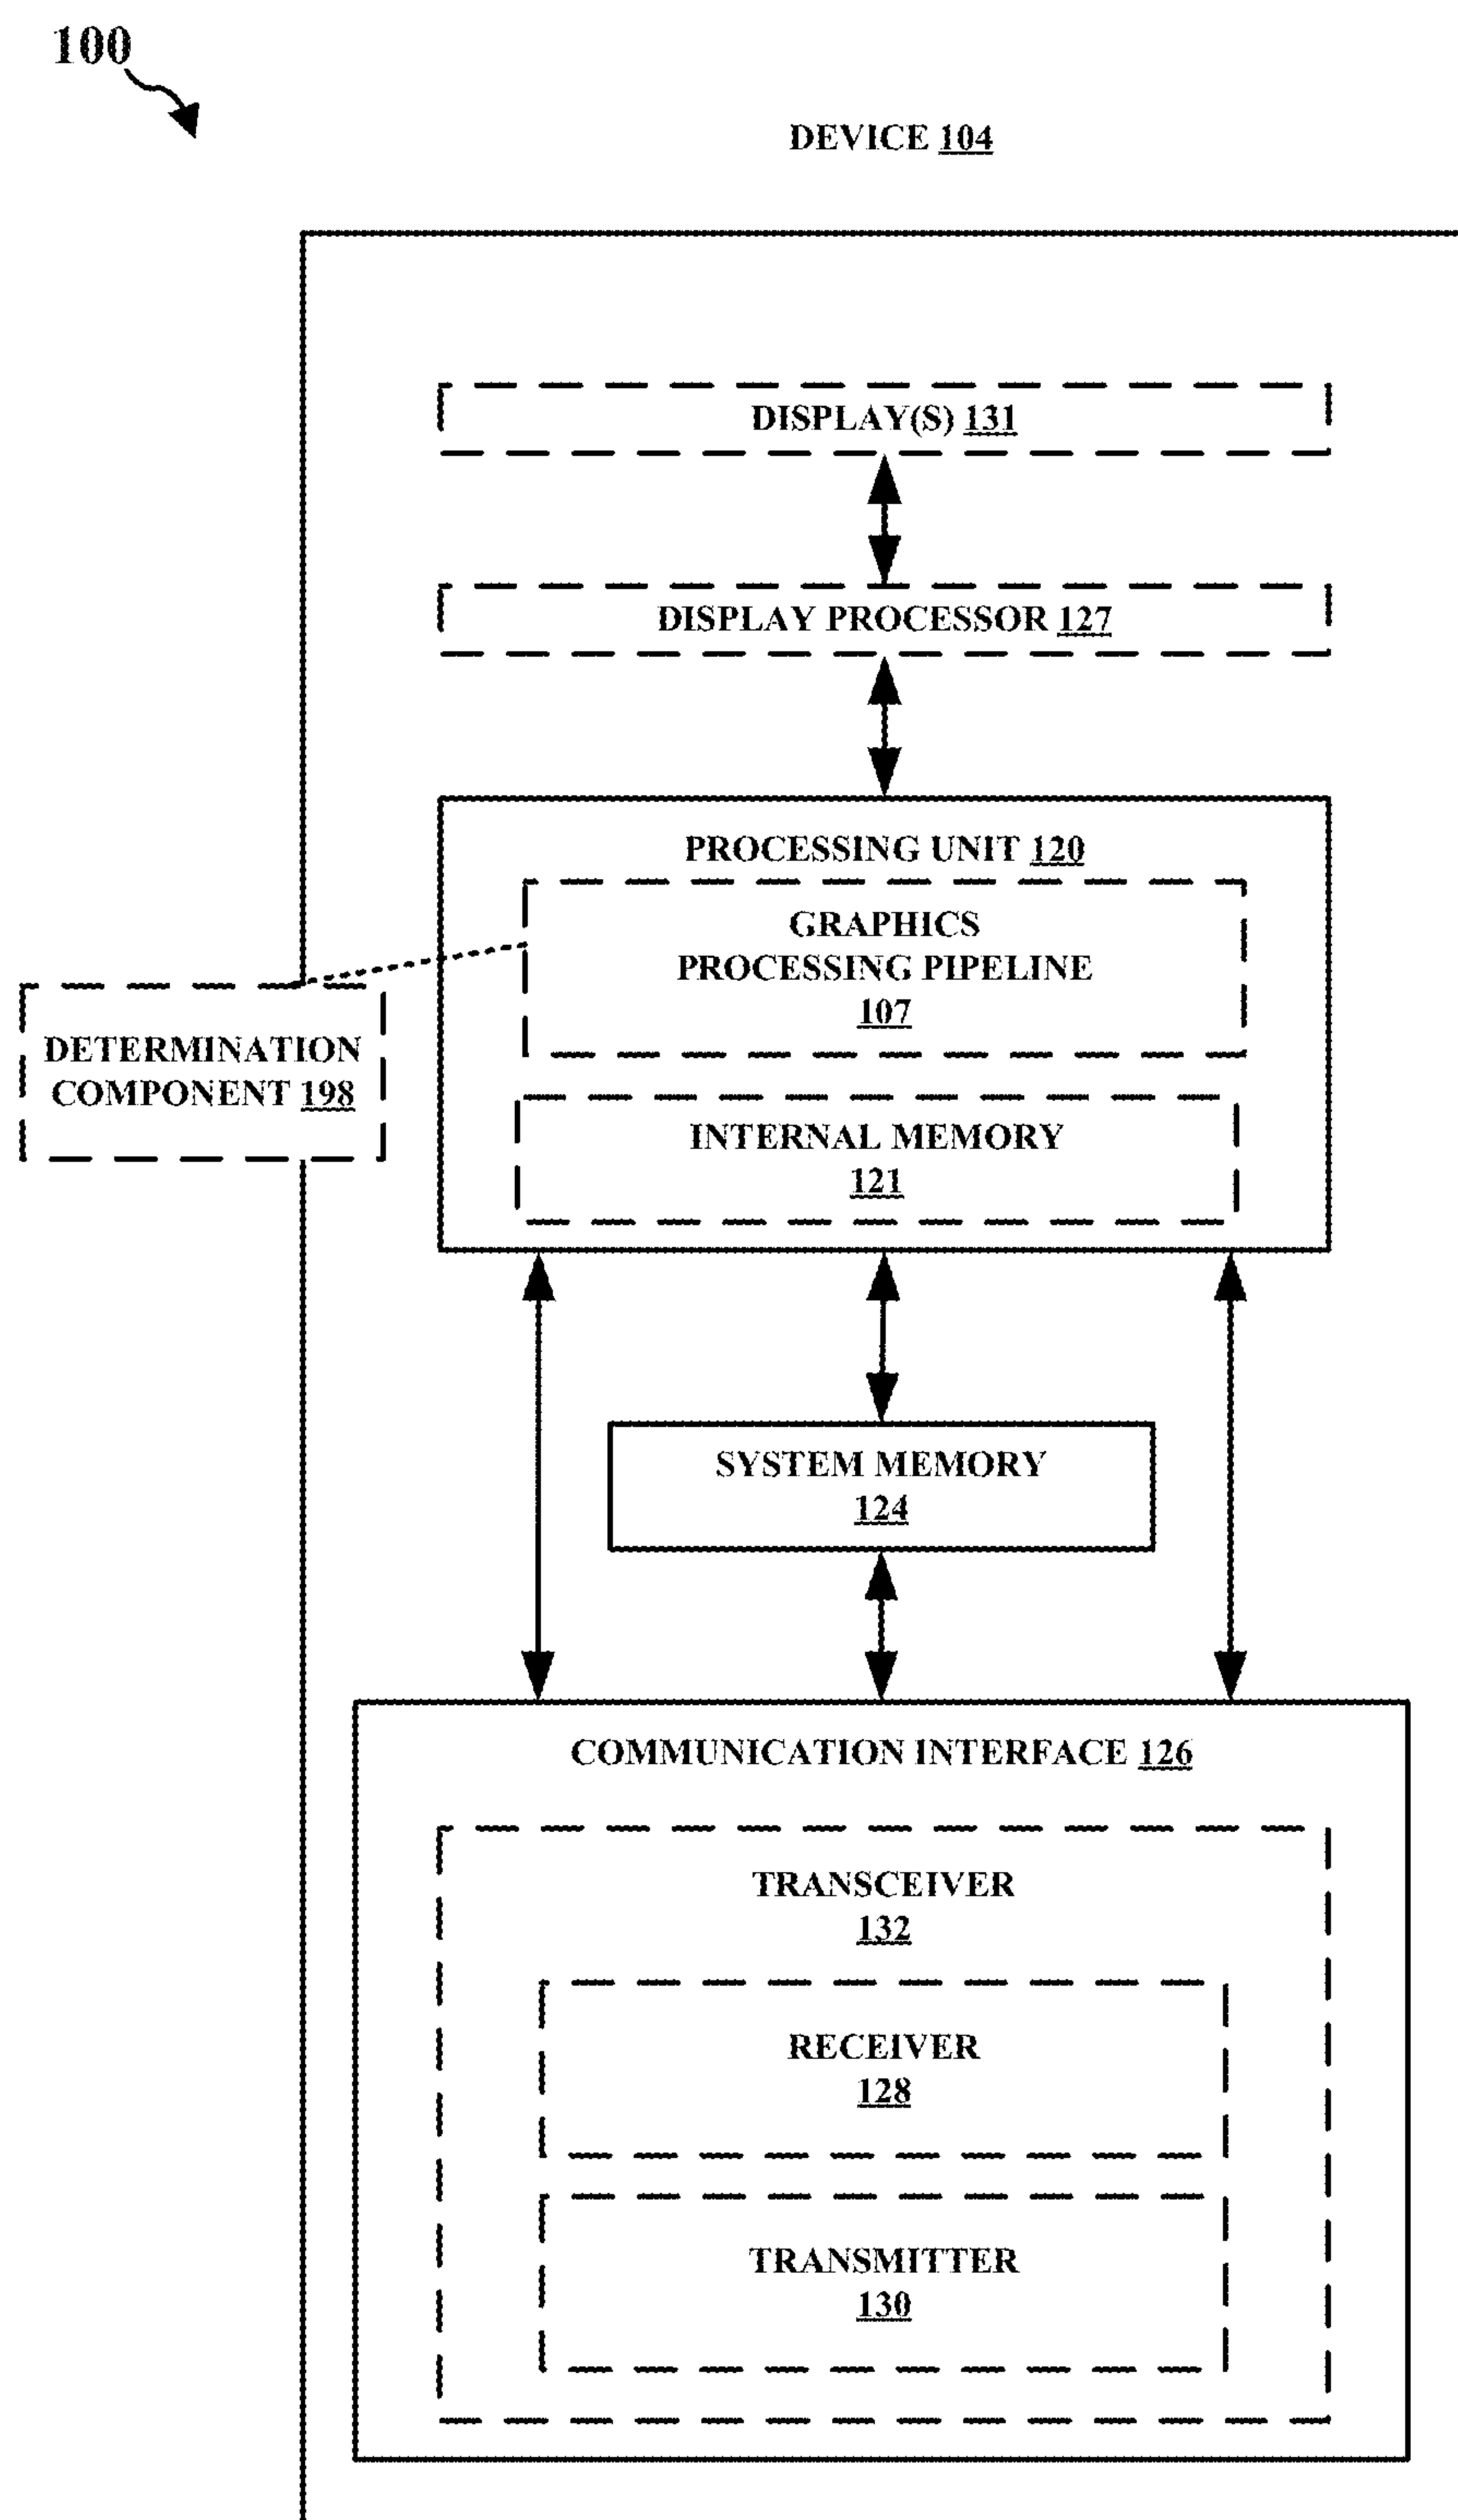 100
DEVICE 104
DISPLAY(S) 131
DISPLAY PROCESSOR 127
PROCESSING UNIT 120
GRAPHICS
PROCESSING PIPELINE
107
DETERMINATION
COMPONENT 198
INTERNAL MEMORY
121
SYSTEM MEMORY
124
COMMUNICATION INTERFACE 126
TRANSCEIVER
132
RECEIVER
128
TRANSMITTER
130